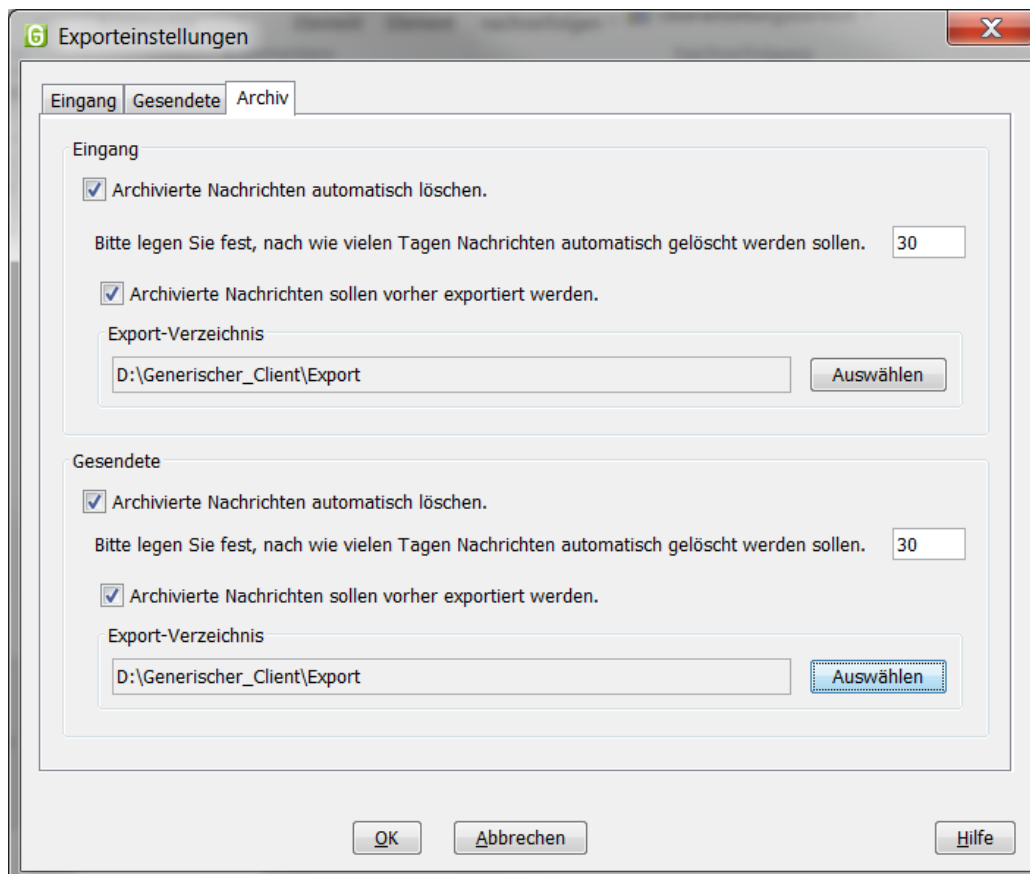 Exporteinstellungen
Eingang Gesendete Archiv
Eingang
Archivierte Nachrichten automatisch löschen.
Bitte legen Sie fest, nach wie vielen Tagen Nachrichten automatisch gelöscht werden sollen. 30
Archivierte Nachrichten sollen vorher exportiert werden.
Export-Verzeichnis
D:\Generischer_Client\Export Auswählen
Gesendete
Archivierte Nachrichten automatisch löschen.
Bitte legen Sie fest, nach wie vielen Tagen Nachrichten automatisch gelöscht werden sollen. 30
Archivierte Nachrichten sollen vorher exportiert werden.
Export-Verzeichnis
D:\Generischer_Client\Export Auswählen
OK Abbrechen Hilfe